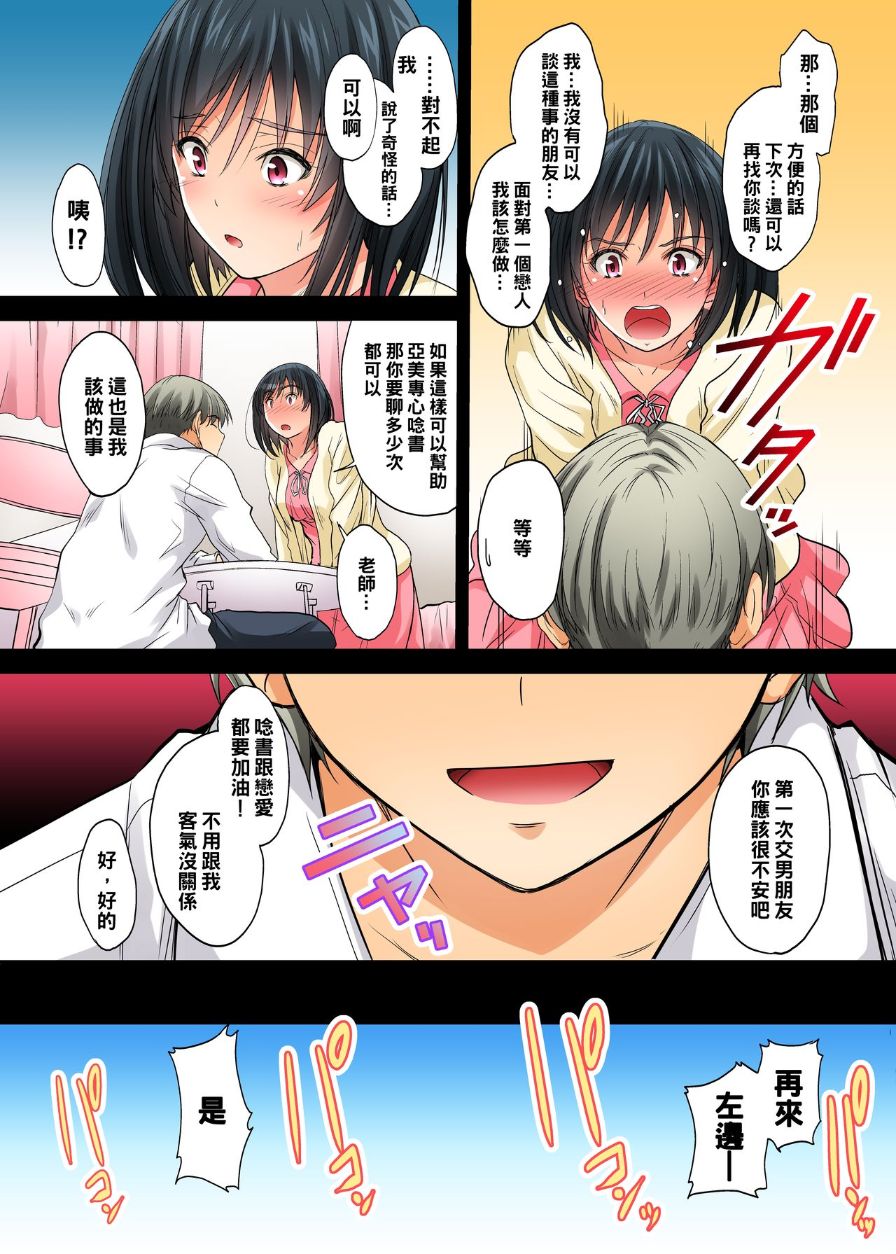 那…那個
方便的話
下次…還可以
再找你談嗎？
我…我沒有可以
談這種事的朋友…
面對第一個戀人
我該怎麼做…
ガタッ
等等
……對不起
我
說了奇怪的話…
可以啊
咦!?
如果這樣可以幫助
亞美專心唸書
那你要聊多少次
都可以
老師…
這也是我
該做的事
第一次交男朋友
你應該很不安吧
ニヤッ
唸書跟戀愛
都要加油！
不用跟我
客氣沒關係
好，好的
再來
左邊—
パコンッ
パコンッ
是
パコンッ
パコンッ